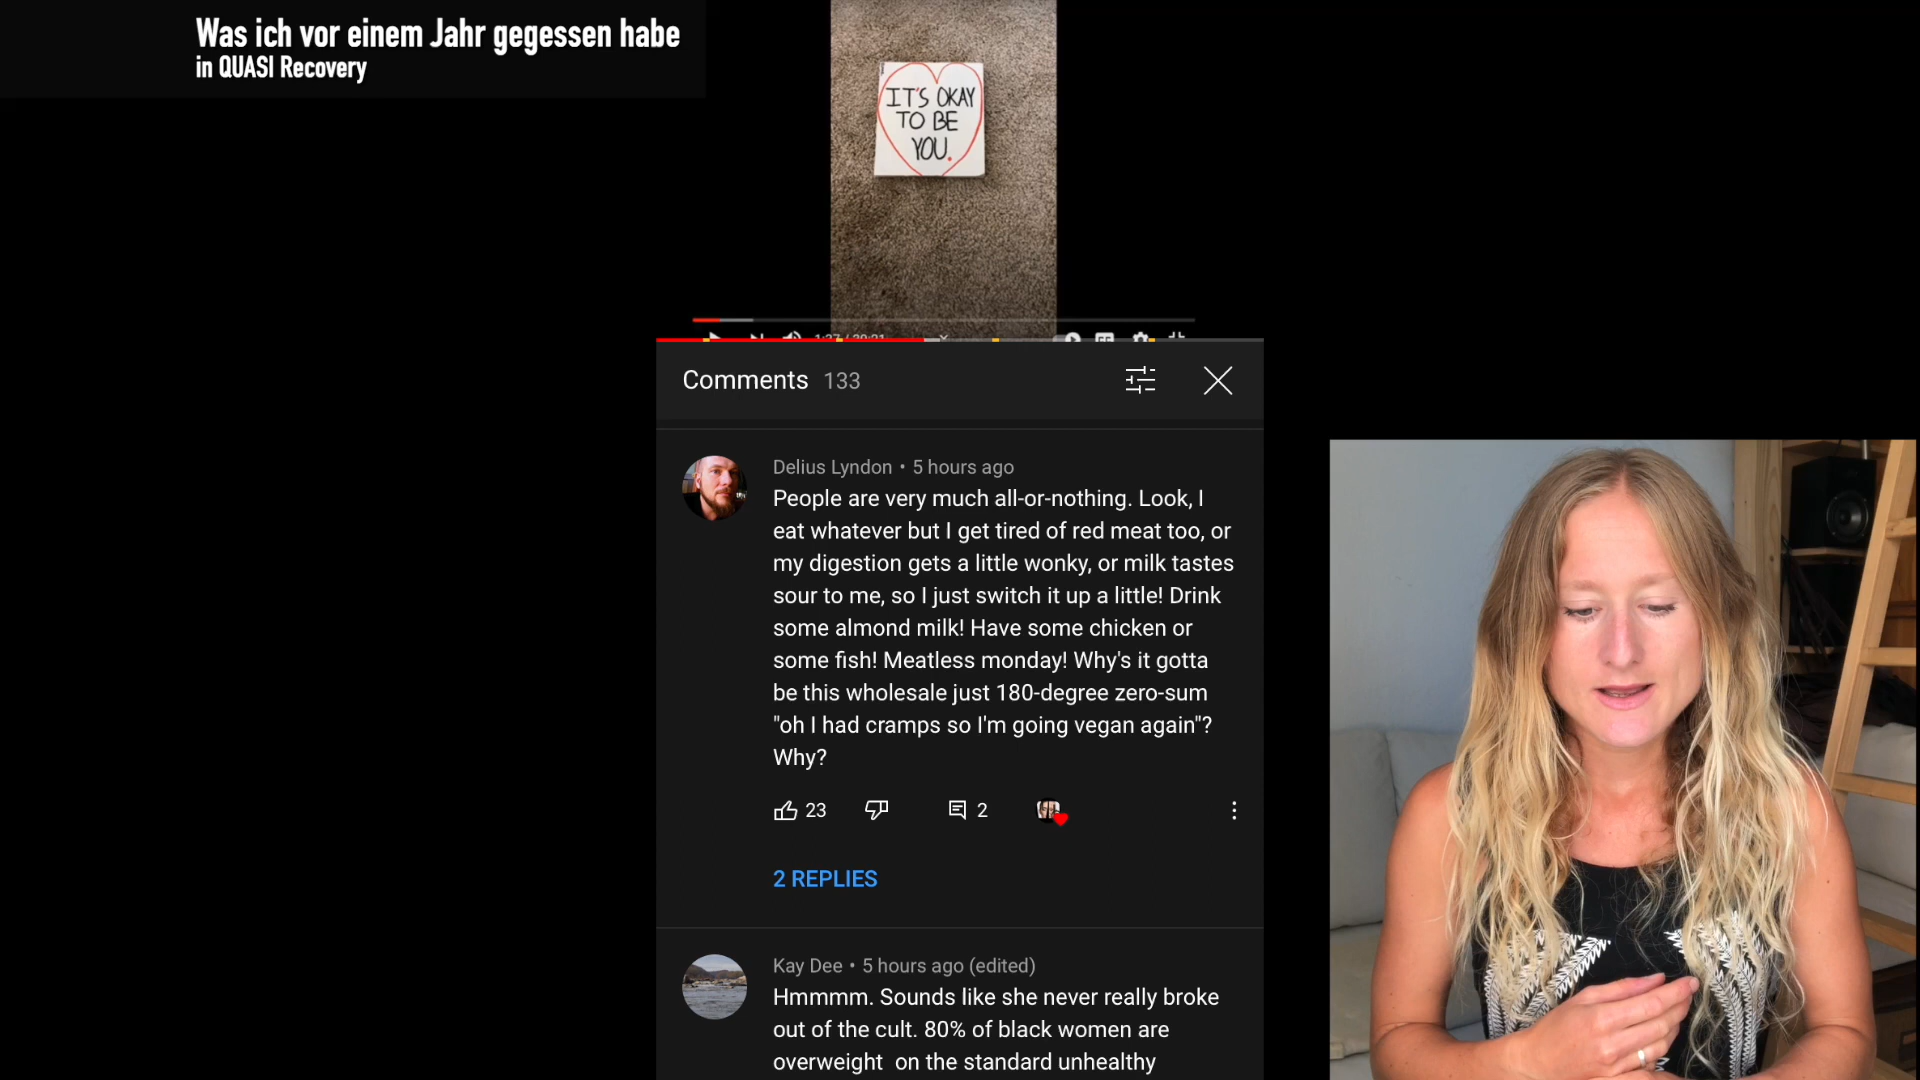 Was ich vor einem Jahr gegessen habe
in QUASI Recovery
IT'S OKAY
TO BE
YOU.
Comments 133
Delius Lyndon • 5 hours ago
People are very much all-or-nothing. Look, I
eat whatever but I get tired of red meat too, or
my digestion gets a little wonky, or milk tastes
sour to me, so I just switch it up a little! Drink
some almond milk! Have some chicken or
some fish! Meatless monday! Why's it gotta
be this wholesale just 180-degree zero-sum
"oh I had cramps so I'm going vegan again"?
Why?
23
2
2 REPLIES
Kay Dee • 5 hours ago (edited)
Hmmmm. Sounds like she never really broke
out of the cult. 80% of black women are
overweight on the standard unhealthy